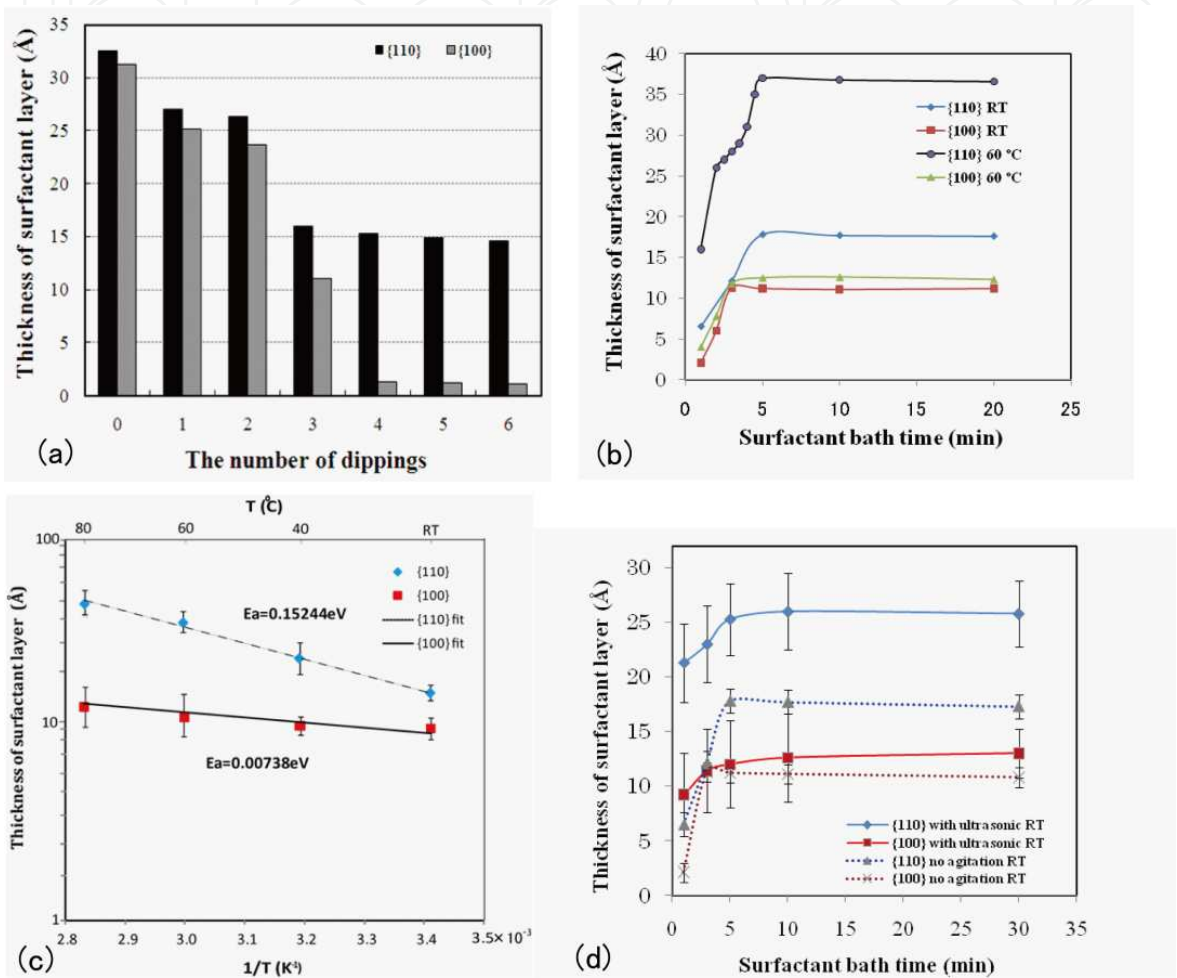 Thickness of surfactant layer (Å)
35
30
25
20
15
10
5
0
{110} {100}
0 1 2 3 4 5 6
The number of dippings
(a)
Thickness of surfactant layer (Å)
40
35
30
25
20
15
10
5
0
{110} RT
{100} RT
{110} 60 °C
{100} 60 °C
0 5 10 15 20 25
Surfactant bath time (min)
(b)
T (℃)
80 60 40 RT
Thickness of surfactant layer (Å)
100
10
1
{110}
{100}
{110} fit
{100} fit
Ea=0.15244eV
Ea=0.00738eV
2.8 2.9 3.0 3.1 3.2 3.3 3.4 3.5×10⁻³
1/T (K⁻¹)
(c)
Thickness of surfactant layer (Å)
30
25
20
15
10
5
0
{110} with ultrasonic RT
{100} with ultrasonic RT
{110} no agitation RT
{100} no agitation RT
0 5 10 15 20 25 30 35
Surfactant bath time (min)
(d)